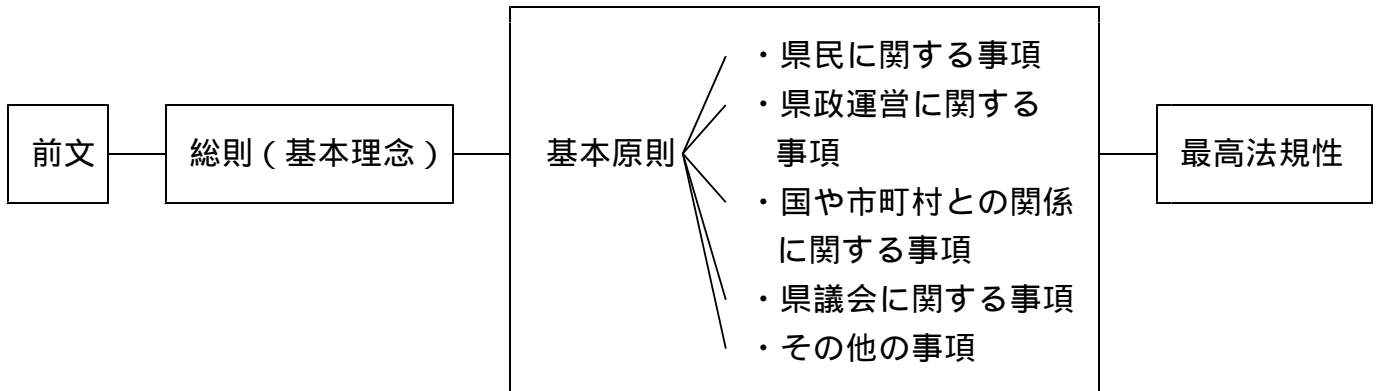 前文
総則(基本理念)
基本原則
・県民に関する事項
・県政運営に関する
事項
・国や市町村との関係
に関する事項
・県議会に関する事項
・その他の事項
最高法規性